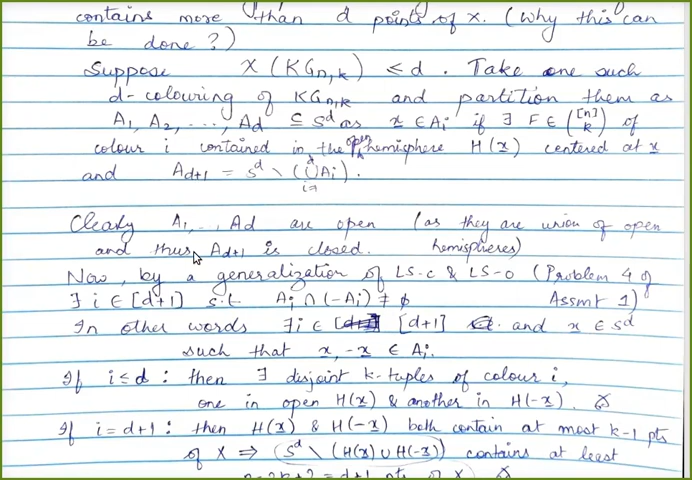 contains more than d points of X. (Why this can
be done?)
Suppose χ(KG_{n,k}) ≤ d. Take one such
d-colouring of KG_{n,k} and partition them as
A_1, A_2, ..., A_d ⊆ S^d as x ∈ A_i if ∃ F ∈ ([n] k) of
colour i contained in the open hemisphere H(x) centered at x
and A_{d+1} = S^d \ (⋃_{i=1}^{d} A_i).
Clearly A_1, .., A_d are open (as they are union of open
and thus, A_{d+1} is closed. hemispheres)
Now, by a generalization of LS-c & LS-o (Problem 4 of
∃ i ∈ [d+1] s.t. A_i ∩ (-A_i) ≠ φ Assmt 1)
In other words ∃ i ∈ [d+1] and x ∈ S^d
such that x, -x ∈ A_i.
If i ≤ d : then ∃ disjoint k-tuples of colour i,
one in open H(x) & another in H(-x).
If i = d+1 : then H(x) & H(-x) both contain at most k-1 pts
of X ⇒ S^d \ (H(x) ∪ H(-x)) contains at least
n-2k+2 = d+1 pts of X